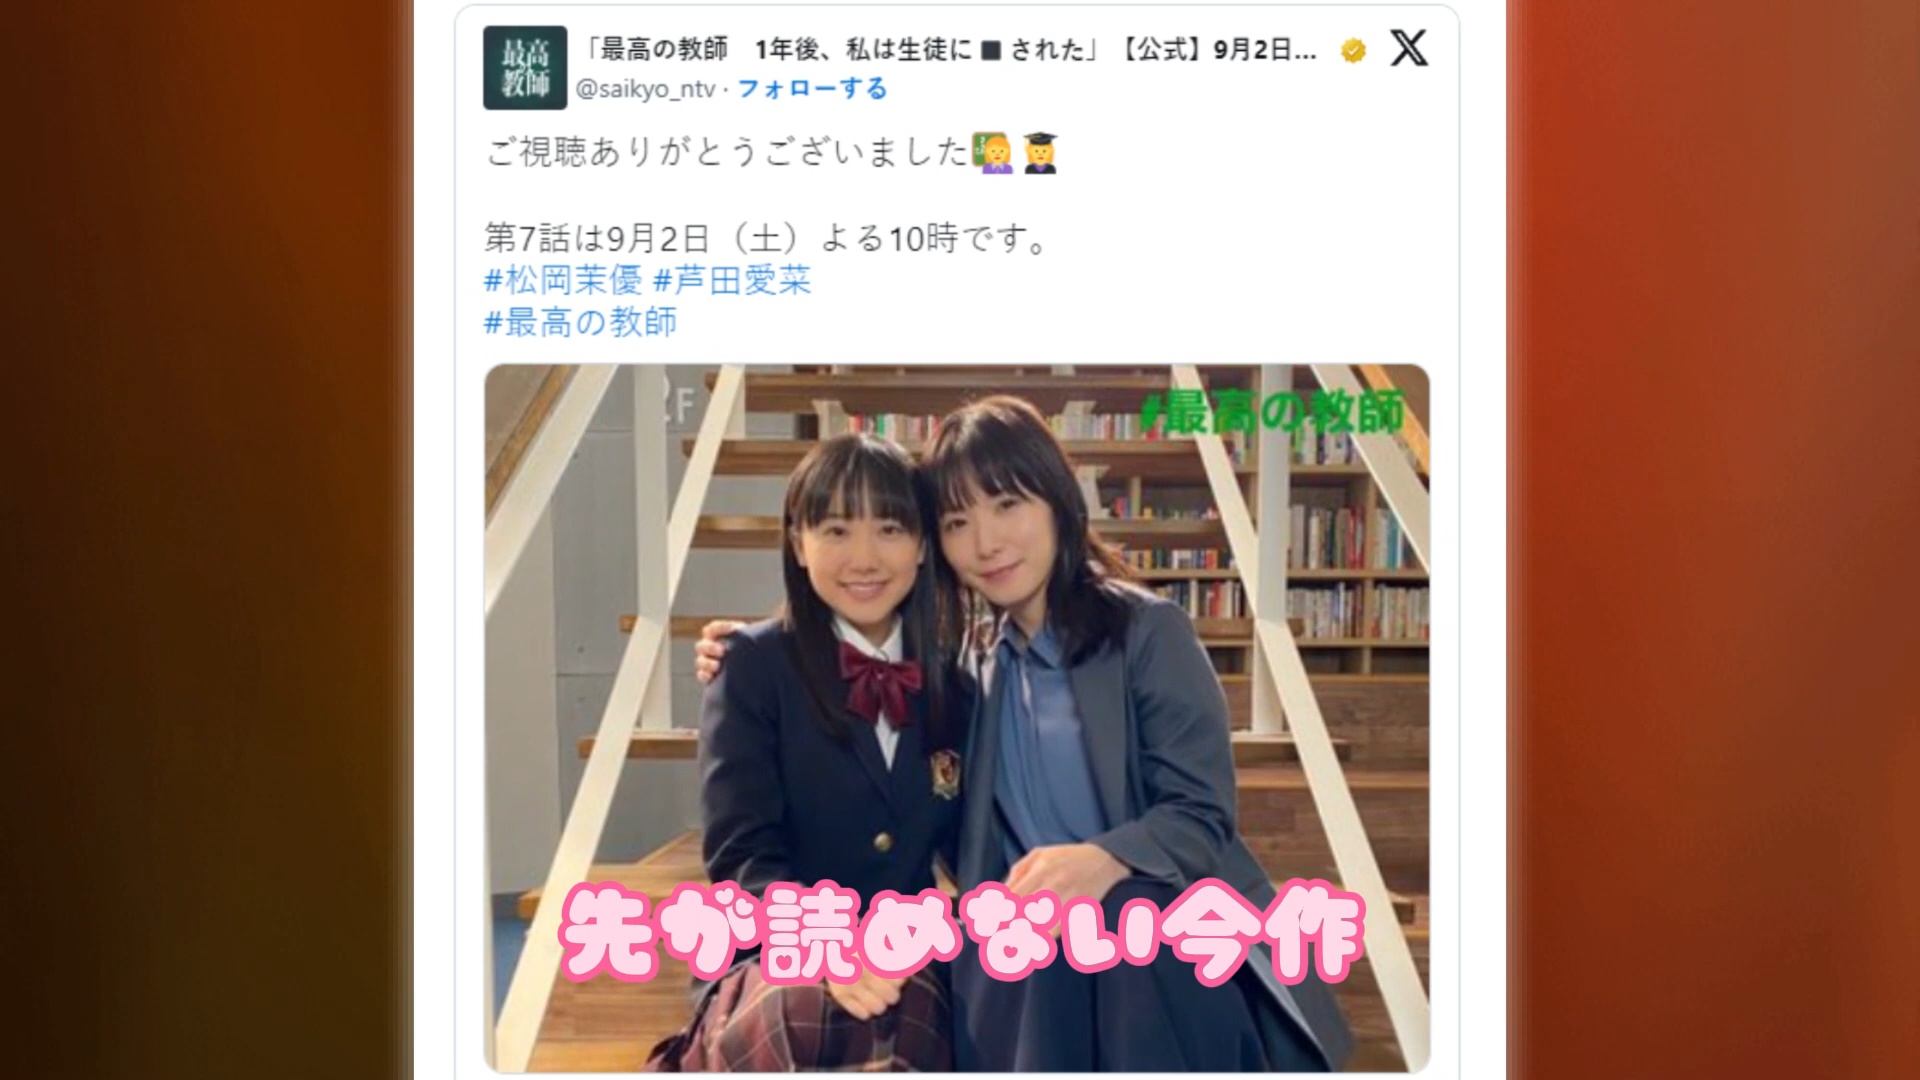 最高の教師
「最高の教師　1年後、私は生徒に■された」【公式】9月2日...
@saikyo_ntv · フォローする
ご視聴ありがとうございました
第7話は9月2日（土）よる10時です。
#松岡茉優 #芦田愛菜
#最高の教師
2F
#最高の教師
先が読めない今作